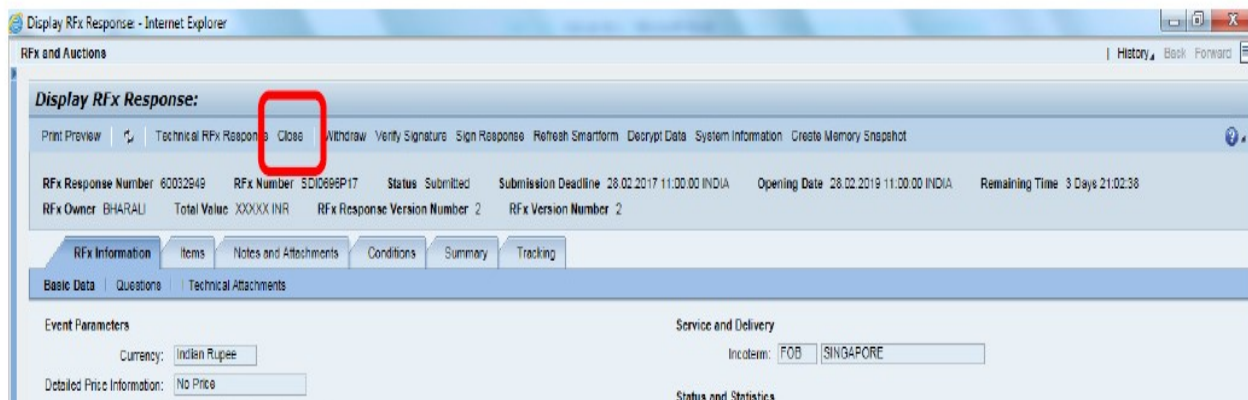 Display RFx Response: - Internet Explorer
RFx and Auctions | History Back Forward
Display RFx Response:
Print Preview | Technical RFx Response Close | Withdraw Verify Signature Sign Response Refresh Smartform Decrypt Data System Information Create Memory Snapshot
RFx Response Number 60032949 RFx Number SDI0696P17 Status Submitted Submission Deadline 28.02.2017 11:00:00 INDIA Opening Date 28.02.2019 11:00:00 INDIA Remaining Time 3 Days 21:02:38
RFx Owner BHARALI Total Value XXXXX INR RFx Response Version Number 2 RFx Version Number 2
RFx Information Items Notes and Attachments Conditions Summary Tracking
Basic Data | Questions | Technical Attachments
Event Parameters Service and Delivery
Currency: Indian Rupee Incoterm: FOB SINGAPORE
Detailed Price Information: No Price
Status and Statistics